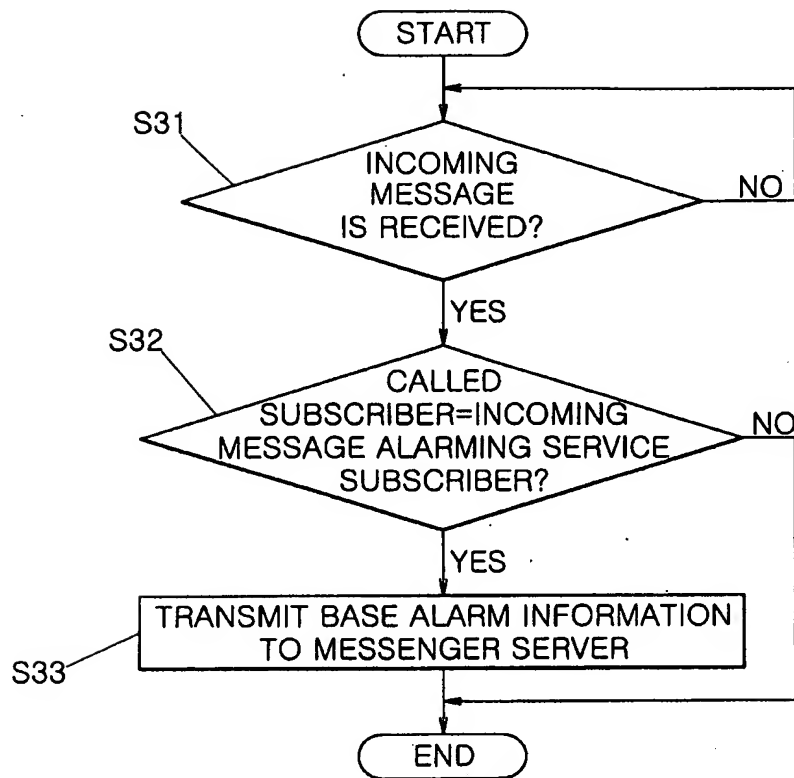 START
S31
INCOMING
MESSAGE
IS RECEIVED?
NO
YES
S32
CALLED
SUBSCRIBER=INCOMING
MESSAGE ALARMING SERVICE
SUBSCRIBER?
NO
YES
TRANSMIT BASE ALARM INFORMATION
TO MESSENGER SERVER
S33
END